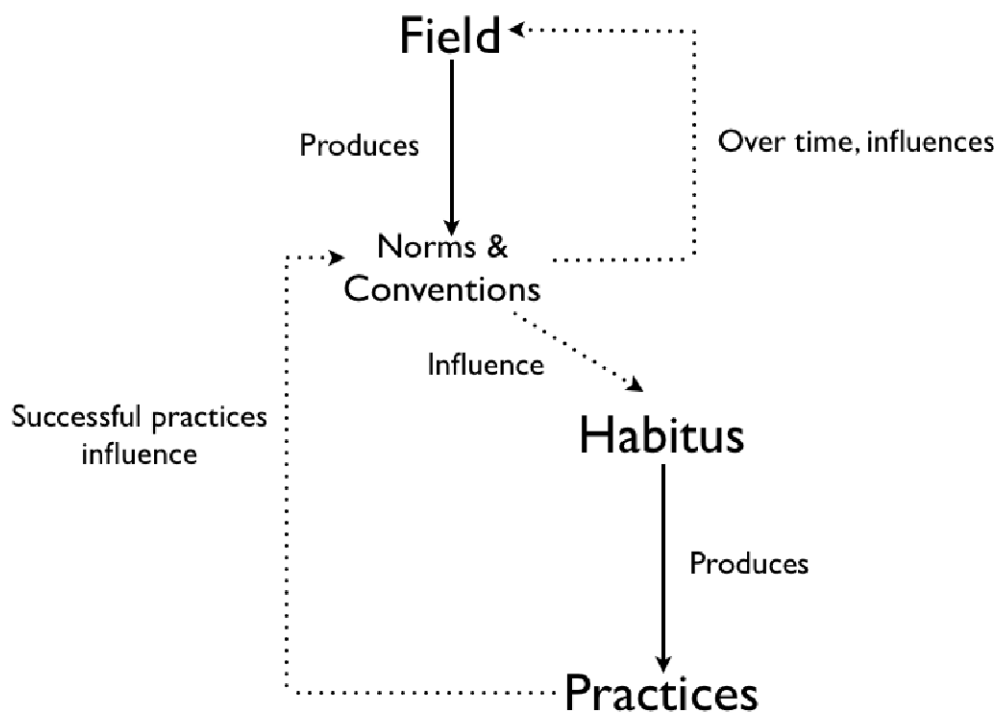 Field
Produces
Over time, influences
Norms &
Conventions
Influence
Successful practices
influence
Habitus
Produces
Practices